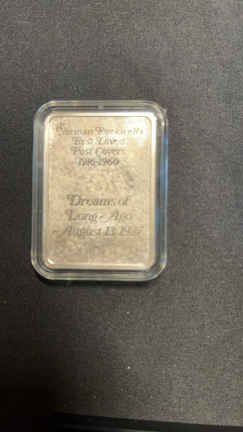 Norman Rockwell's
Best Loved
Post Covers
1916-1960
Dreams of
Long Ago
August 13, 1927